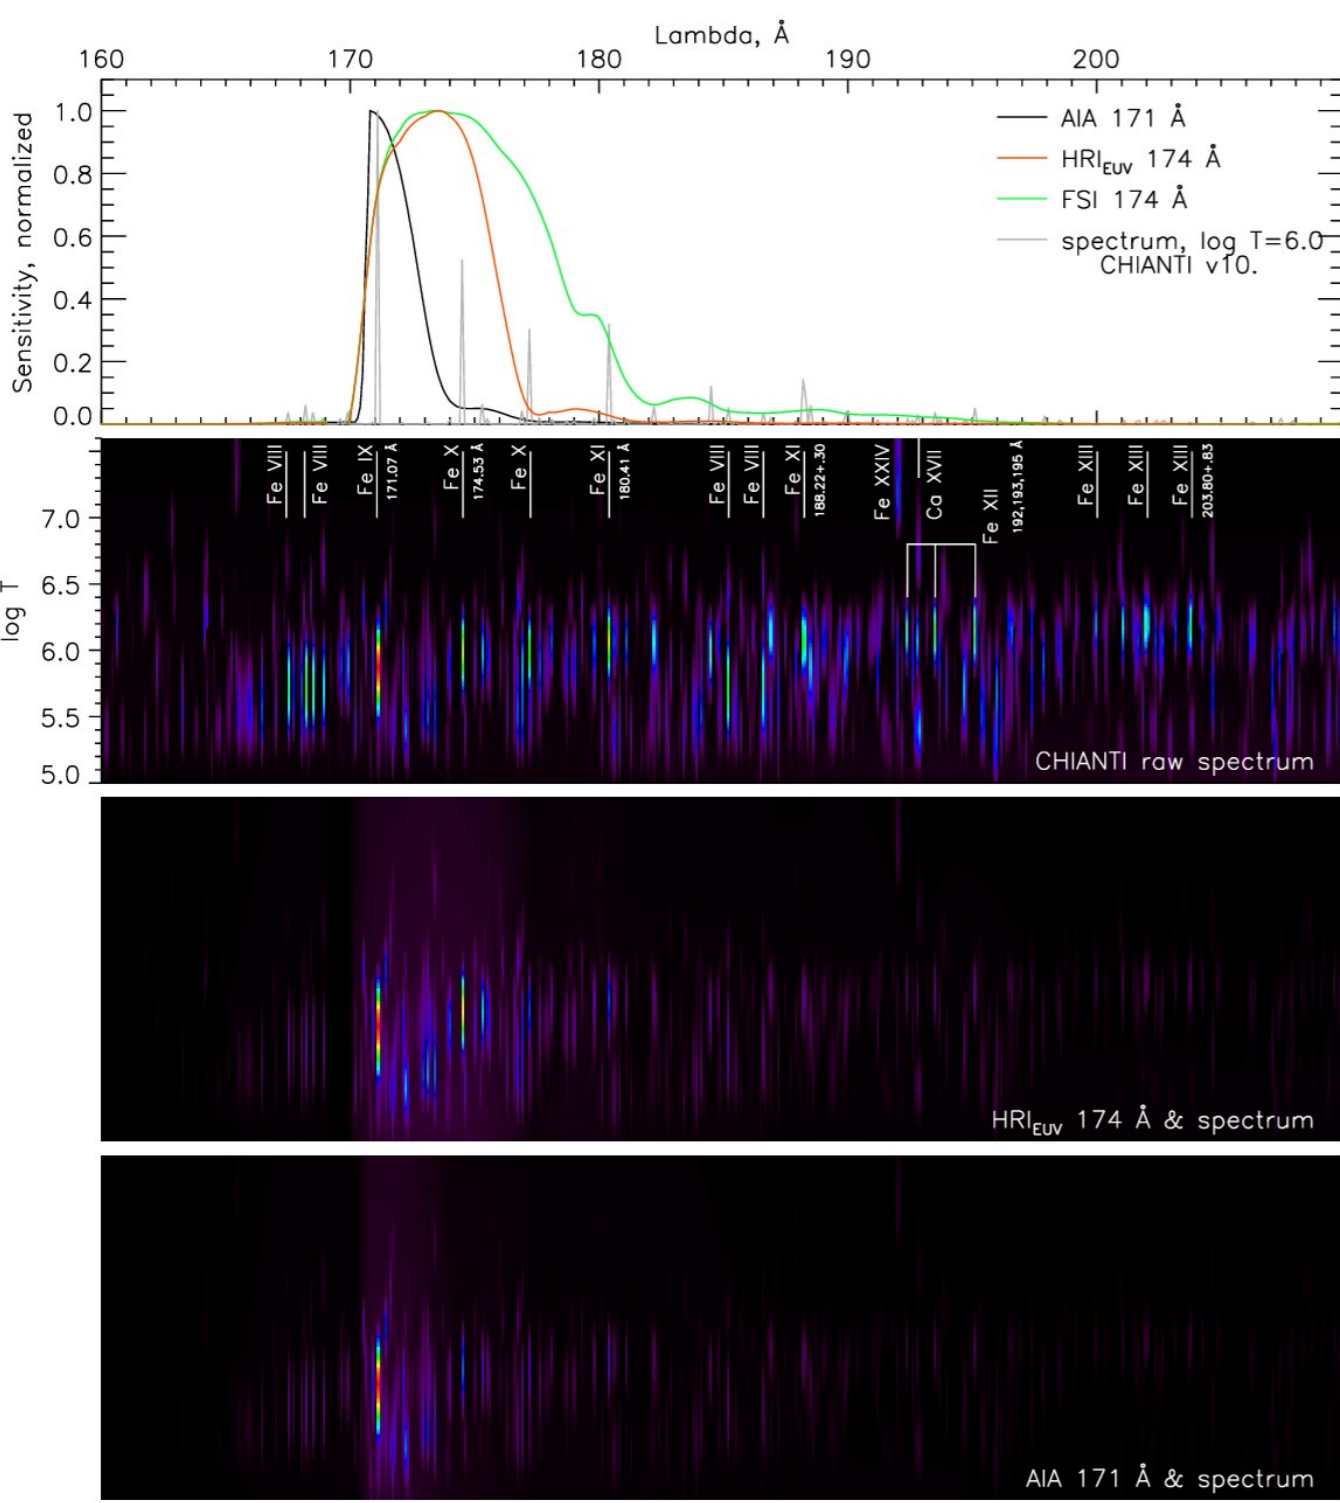 Lambda, Å
160 170 180 190 200
Sensitivity, normalized
1.0
0.8
0.6
0.4
0.2
0.0
AIA 171 Å
HRI_EUV 174 Å
FSI 174 Å
spectrum, log T=6.0
CHIANTI v10.
log T
7.0
6.5
6.0
5.5
5.0
Fe VIII
Fe VIII
Fe IX
171.07 Å
Fe X
174.53 Å
Fe X
Fe XI
180.41 Å
Fe VIII
Fe VIII
Fe XI
188.22+.30
Fe XXIV
Ca XVII
Fe XII
192,193,195 Å
Fe XIII
Fe XIII
Fe XIII
203.80+.83
CHIANTI raw spectrum
HRI_EUV 174 Å & spectrum
AIA 171 Å & spectrum